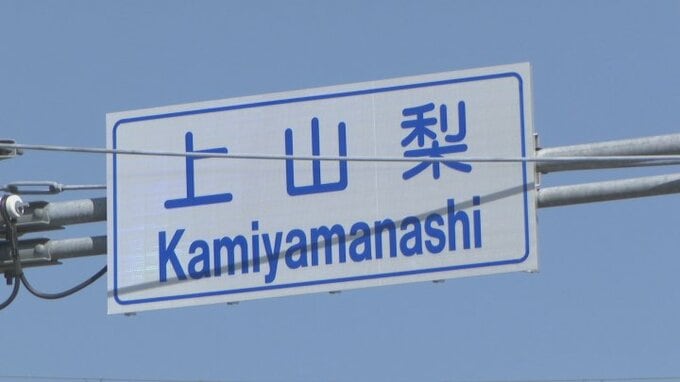 上山梨
Kamiyamanashi